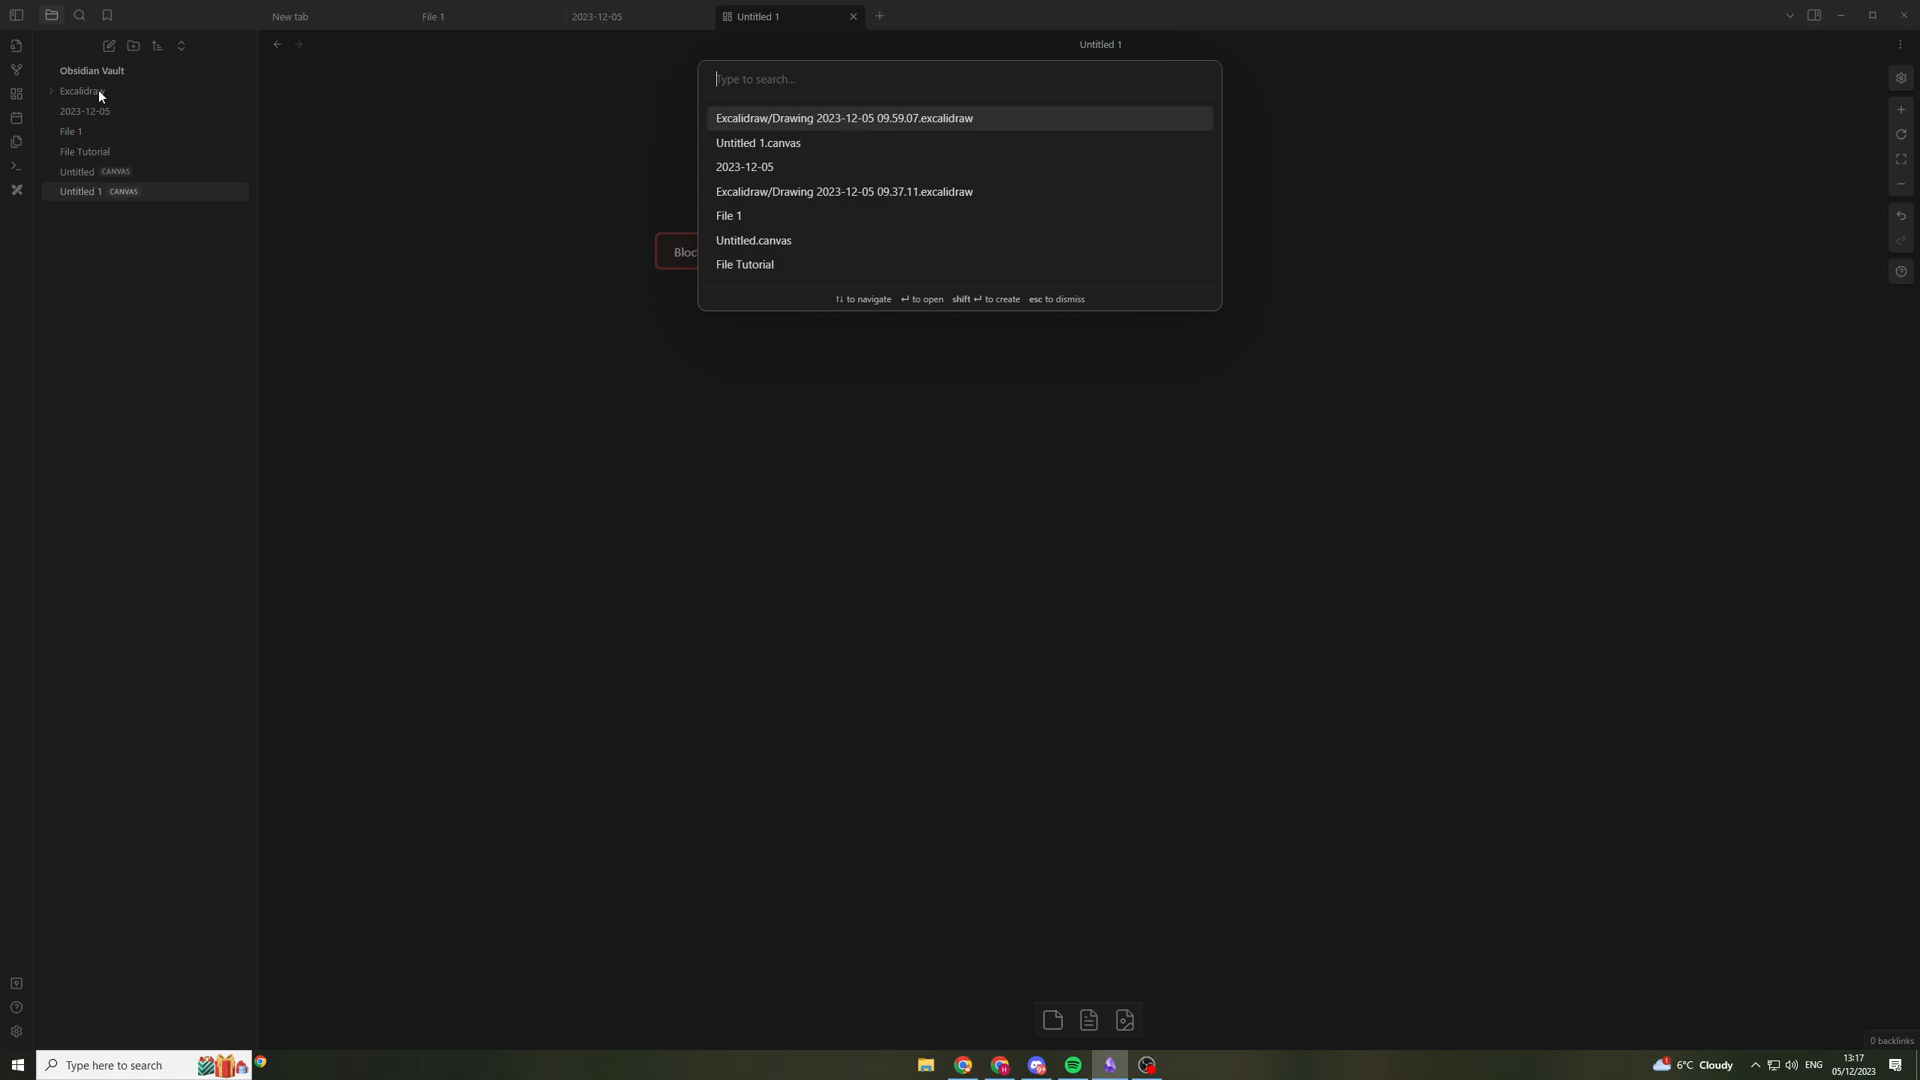 New tab
File 1
2023-12-05
Untitled 1
Untitled 1
Obsidian Vault
Excalidraw
2023-12-05
File 1
File Tutorial
Untitled CANVAS
Untitled 1 CANVAS
Type to search...
Excalidraw/Drawing 2023-12-05 09.59.07.excalidraw
Untitled 1.canvas
2023-12-05
Excalidraw/Drawing 2023-12-05 09.37.11.excalidraw
File 1
Untitled.canvas
File Tutorial
↑↓ to navigate ↵ to open shift ↵ to create esc to dismiss
Bloc
0 backlinks
Type here to search
9+
H
1
6°C Cloudy
ENG
13:17
05/12/2023